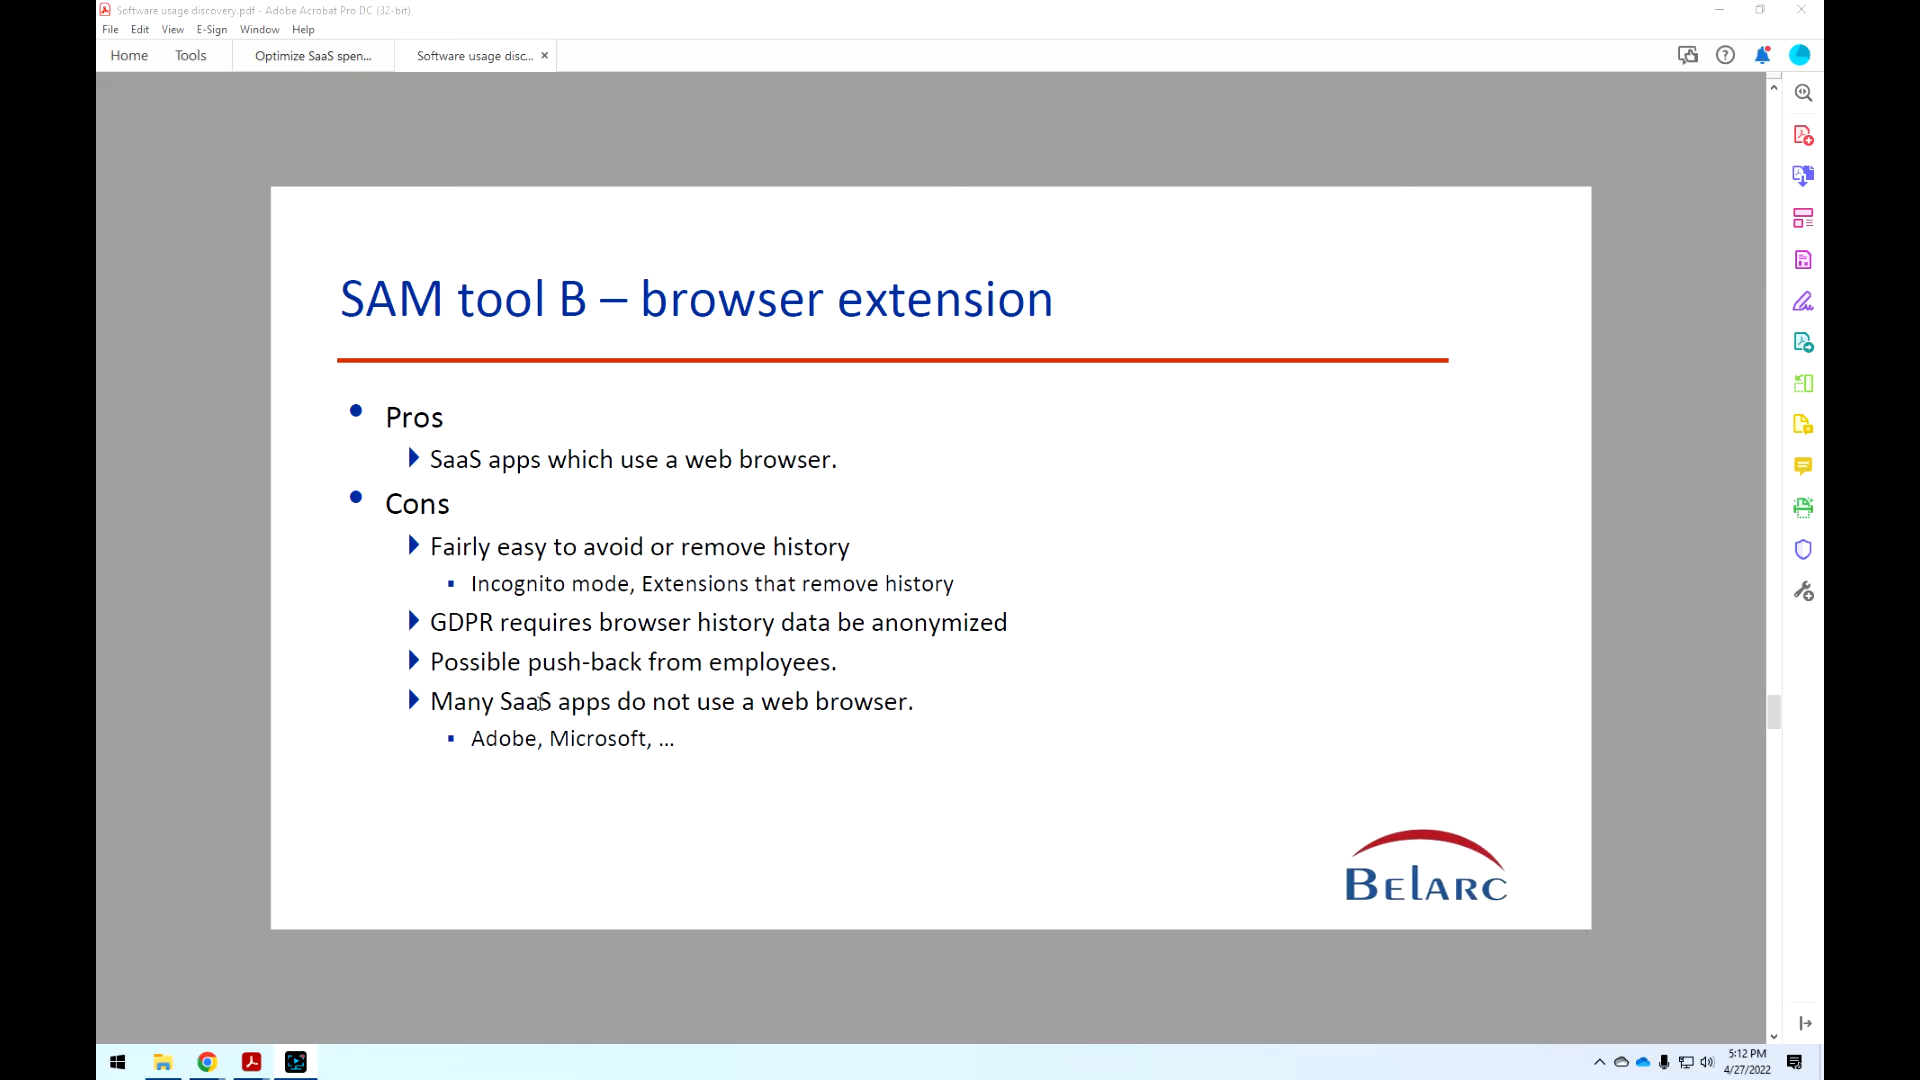 Software usage discovery.pdf - Adobe Acrobat Pro DC (32-bit)
File Edit View E-Sign Window Help
Home Tools Optimize SaaS spen... Software usage disc... ×
SAM tool B – browser extension
• Pros
SaaS apps which use a web browser.
• Cons
Fairly easy to avoid or remove history
▪ Incognito mode, Extensions that remove history
GDPR requires browser history data be anonymized
Possible push-back from employees.
Many SaaS apps do not use a web browser.
▪ Adobe, Microsoft, ...
BELARC
5:12 PM
4/27/2022